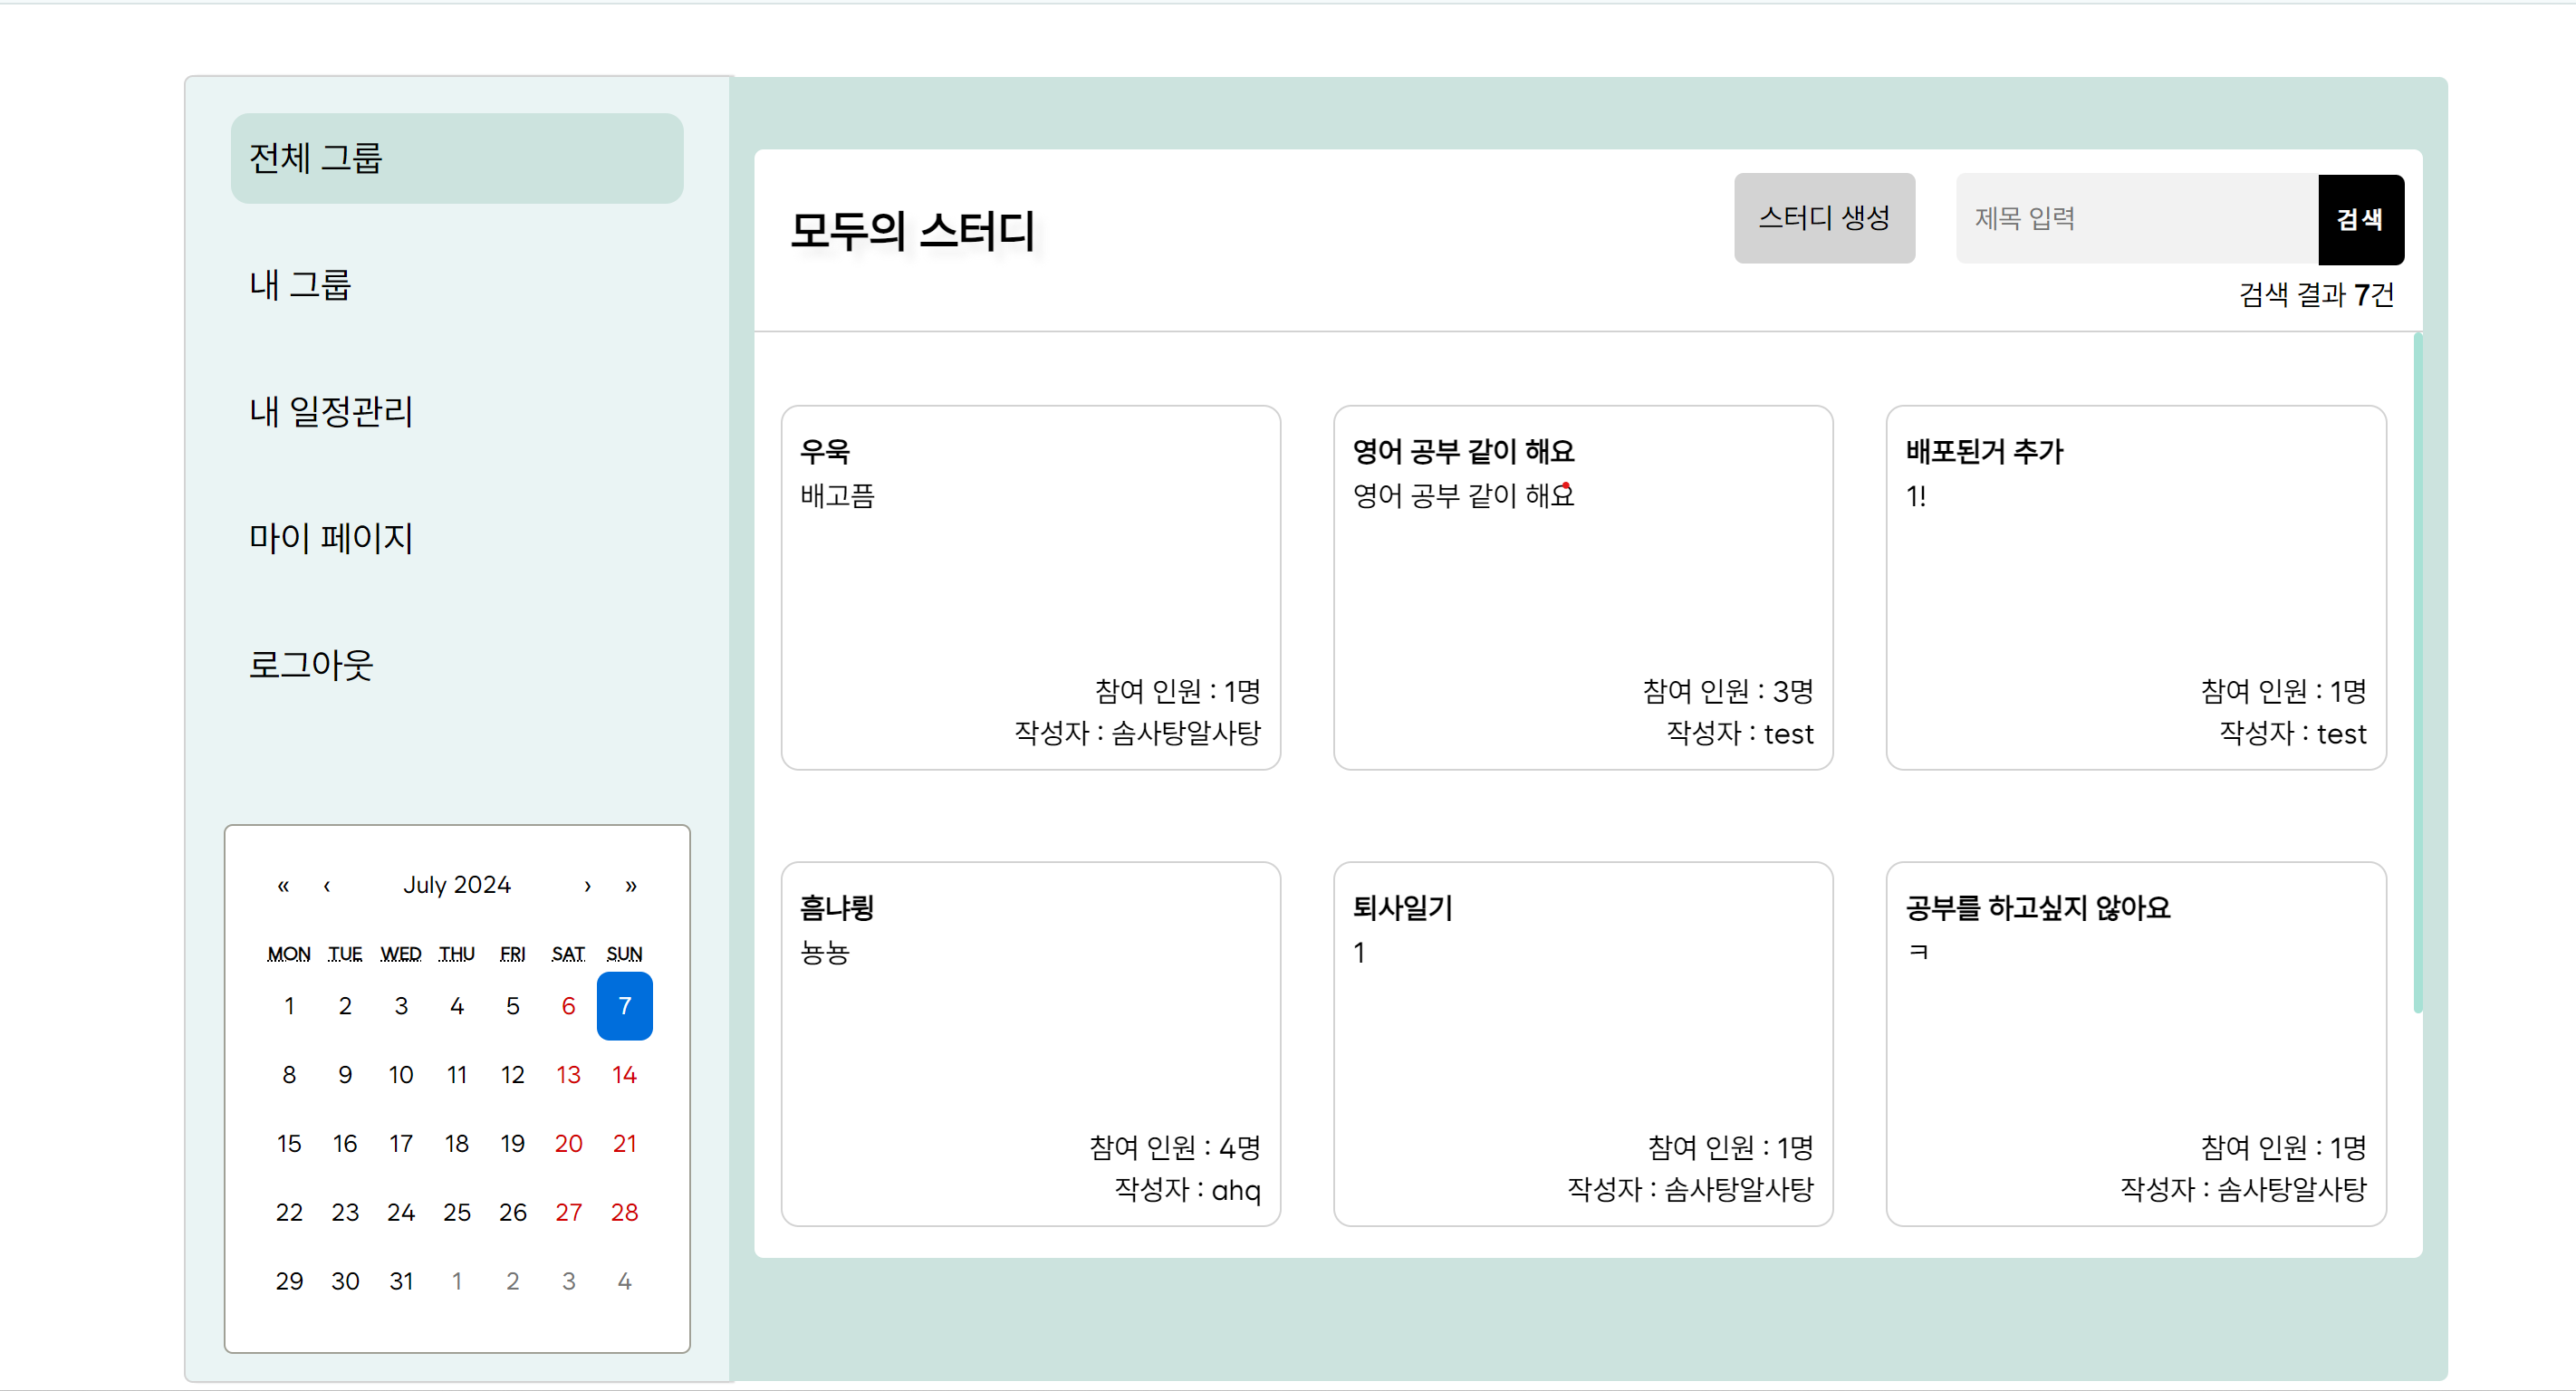 전체 그룹
내 그룹
내 일정관리
마이 페이지
로그아웃
« ‹ July 2024 › »
MON TUE WED THU FRI SAT SUN
1 2 3 4 5 6 7
8 9 10 11 12 13 14
15 16 17 18 19 20 21
22 23 24 25 26 27 28
29 30 31 1 2 3 4
모두의 스터디
스터디 생성
제목 입력
검색
검색 결과 7건
우욱
배고픔
참여 인원 : 1명
작성자 : 솜사탕알사탕
영어 공부 같이 해요
영어 공부 같이 해요
참여 인원 : 3명
작성자 : test
배포된거 추가
1!
참여 인원 : 1명
작성자 : test
흠냐륑
뇽뇽
참여 인원 : 4명
작성자 : ahq
퇴사일기
1
참여 인원 : 1명
작성자 : 솜사탕알사탕
공부를 하고싶지 않아요
ㅋ
참여 인원 : 1명
작성자 : 솜사탕알사탕